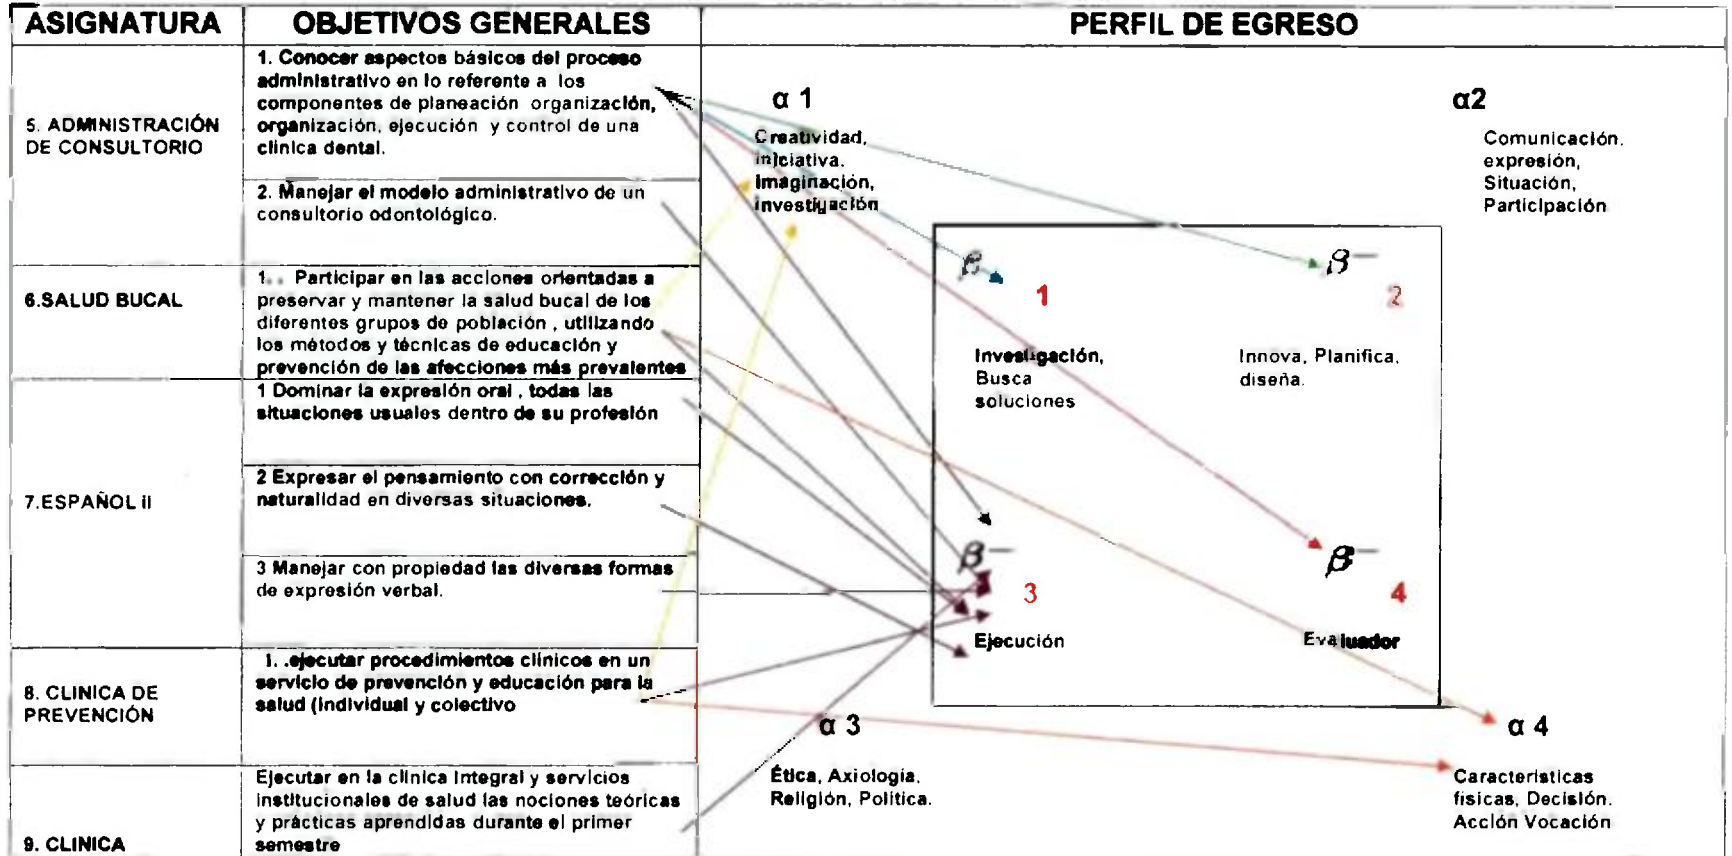 ASIGNATURA
OBJETIVOS GENERALES
PERFIL DE EGRESO
5. ADMINISTRACIÓN
DE CONSULTORIO
1. Conocer aspectos básicos del proceso
administrativo en lo referente a los
componentes de planeación organización,
organización, ejecución y control de una
clinica dental.
2. Manejar el modelo administrativo de un
consultorio odontológico.
6.SALUD BUCAL
1.. Participar en las acciones orientadas a
preservar y mantener la salud bucal de los
diferentes grupos de población , utilizando
los métodos y técnicas de educación y
prevención de las afecciones más prevalentes
7.ESPAÑOL II
1 Dominar la expresión oral , todas las
situaciones usuales dentro de su profesión
2 Expresar el pensamiento con corrección y
naturalidad en diversas situaciones.
3 Manejar con propiedad las diversas formas
de expresión verbal.
8. CLINICA DE
PREVENCIÓN
1. .ejecutar procedimientos clínicos en un
servicio de prevención y educación para la
salud (individual y colectivo
9. CLINICA
Ejecutar en la clínica integral y servicios
institucionales de salud las nociones teóricas
y prácticas aprendidas durante el primer
semestre
α 1
Creatividad,
iniciativa.
Imaginación,
investigación
α2
Comunicación.
expresión,
Situación,
Participación
β
1
Investigación,
Busca
soluciones
β–
2
Innova, Planifica,
diseña.
β–
3
Ejecución
β–
4
Evaluador
α 3
Ética, Axiología.
Religión, Política.
α 4
Características
físicas, Decisión.
Acción Vocación